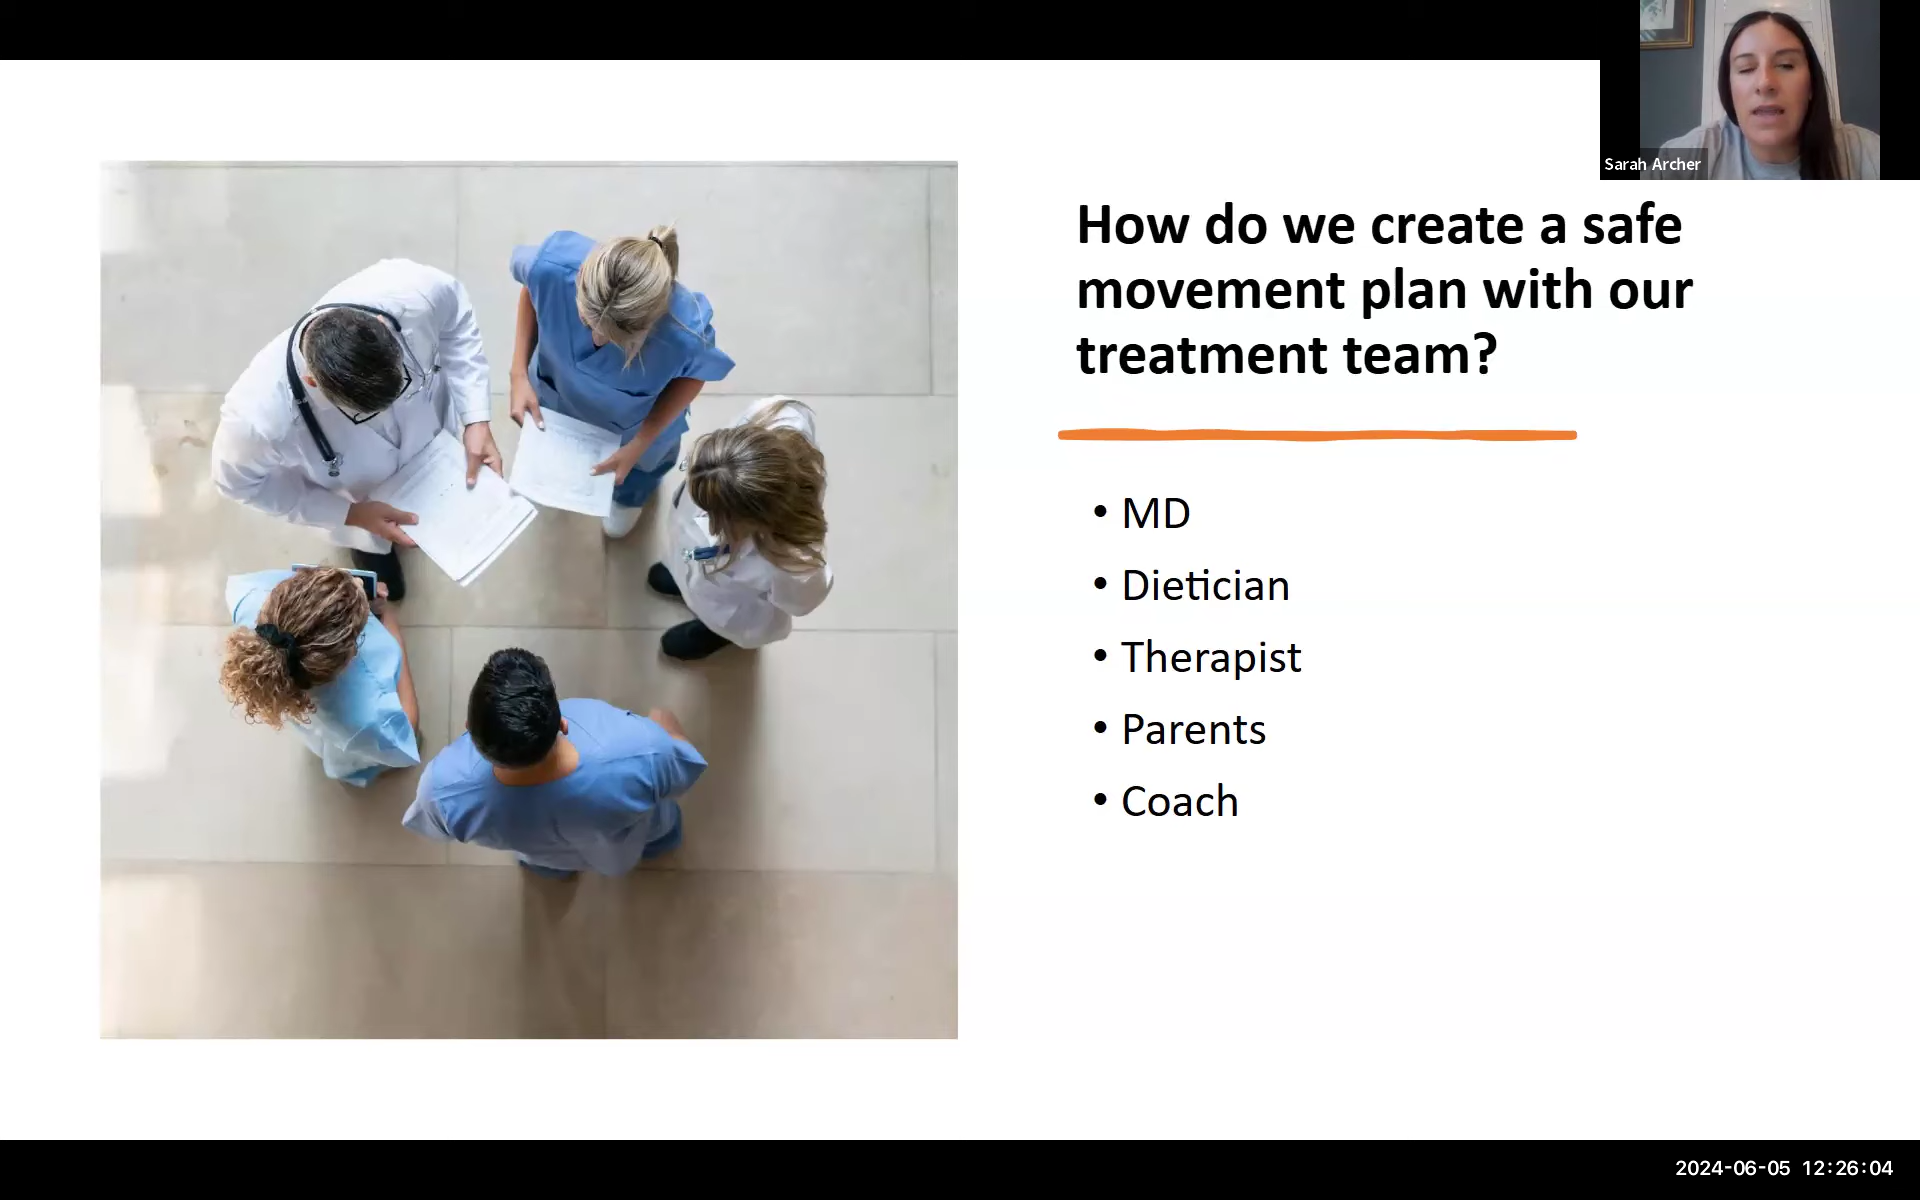 Sarah Archer
How do we create a safe
movement plan with our
treatment team?
• MD
• Dietician
• Therapist
• Parents
• Coach
2024-06-05 12:26:04